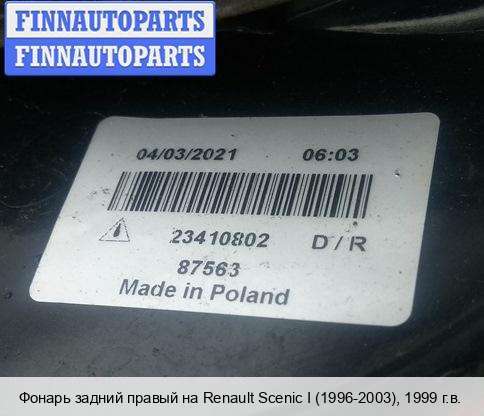 FINNAUTOPARTS
FINNAUTOPARTS
04/03/2021 06:03
23410802 D/R
87563
Made in Poland
Фонарь задний правый на Renault Scenic I (1996-2003), 1999 г.в.